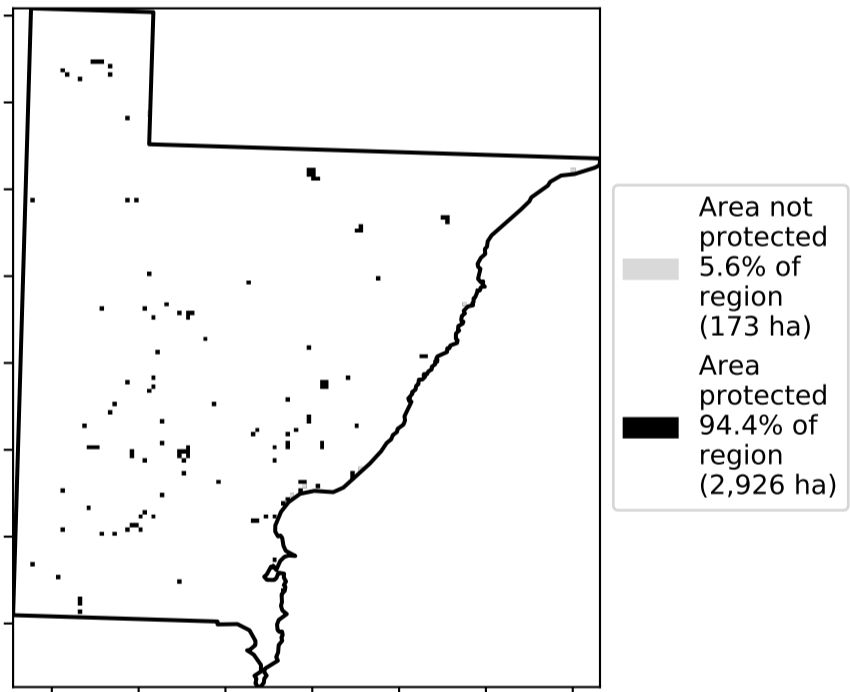 Area not
protected
5.6% of
region
(173 ha)
Area
protected
94.4% of
region
(2,926 ha)